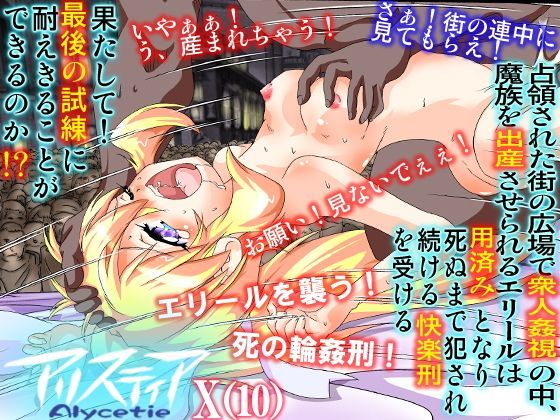 さぁ！街の連中に
見てもらえ！
いやぁぁ！
う、産まれちゃう！
占領された街の広場で衆人姦視の中、
魔族を出産させられるエリールは
用済みとなり
死ぬまで犯され
続ける快楽刑
を受ける
果たして！
最後の試練に
耐えきることが
できるのか!?
お願い！見ないでぇぇ！
エリールを襲う！
死の輪姦刑！
アリスティア
Alycetie
X(10)